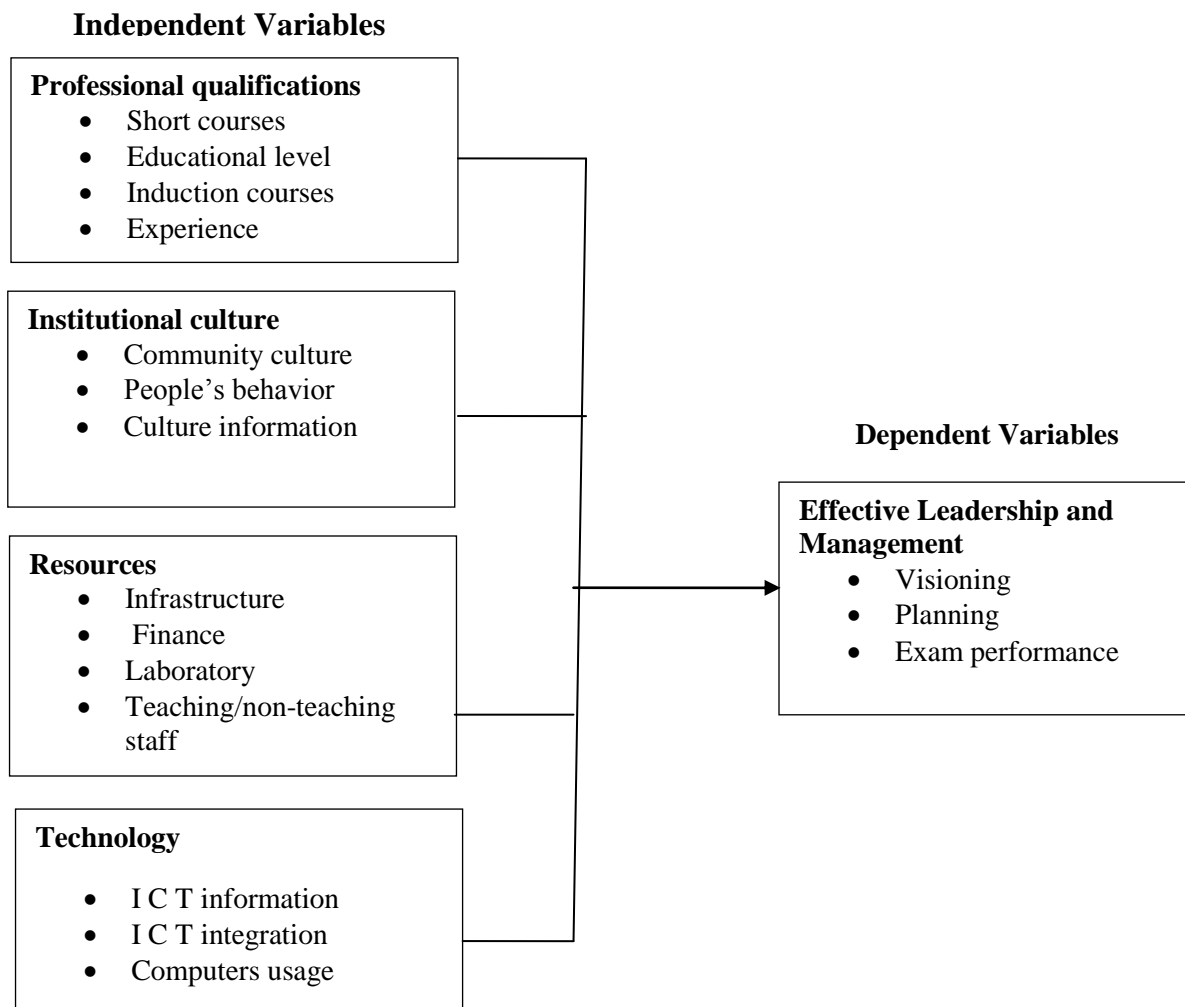 Independent Variables
Professional qualifications
• Short courses
• Educational level
• Induction courses
• Experience
Institutional culture
• Community culture
• People’s behavior
• Culture information
Resources
• Infrastructure
• Finance
• Laboratory
• Teaching/non-teaching
staff
Technology
• I C T information
• I C T integration
• Computers usage
Dependent Variables
Effective Leadership and
Management
• Visioning
• Planning
• Exam performance